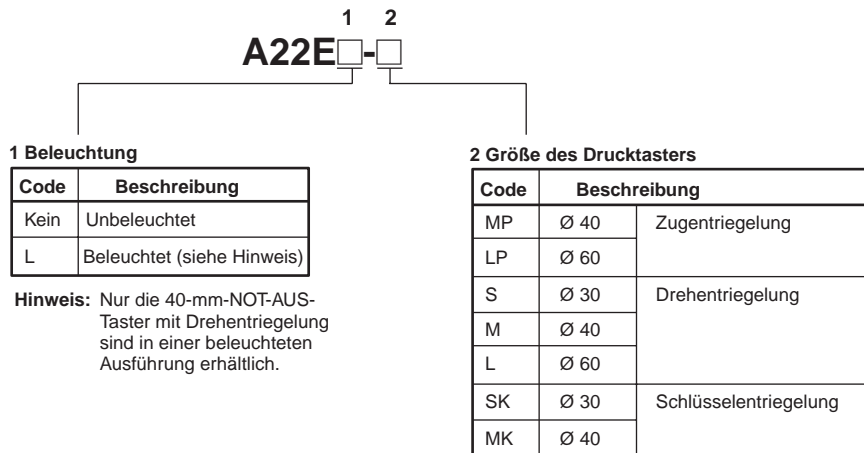 1 2
A22E□-□
1 Beleuchtung
Code Beschreibung
Kein Unbeleuchtet
L Beleuchtet (siehe Hinweis)
Hinweis: Nur die 40-mm-NOT-AUS-
Taster mit Drehentriegelung
sind in einer beleuchteten
Ausführung erhältlich.
2 Größe des Drucktasters
Code Beschreibung
MP Ø 40 Zugentriegelung
LP Ø 60
S Ø 30 Drehentriegelung
M Ø 40
L Ø 60
SK Ø 30 Schlüsselentriegelung
MK Ø 40